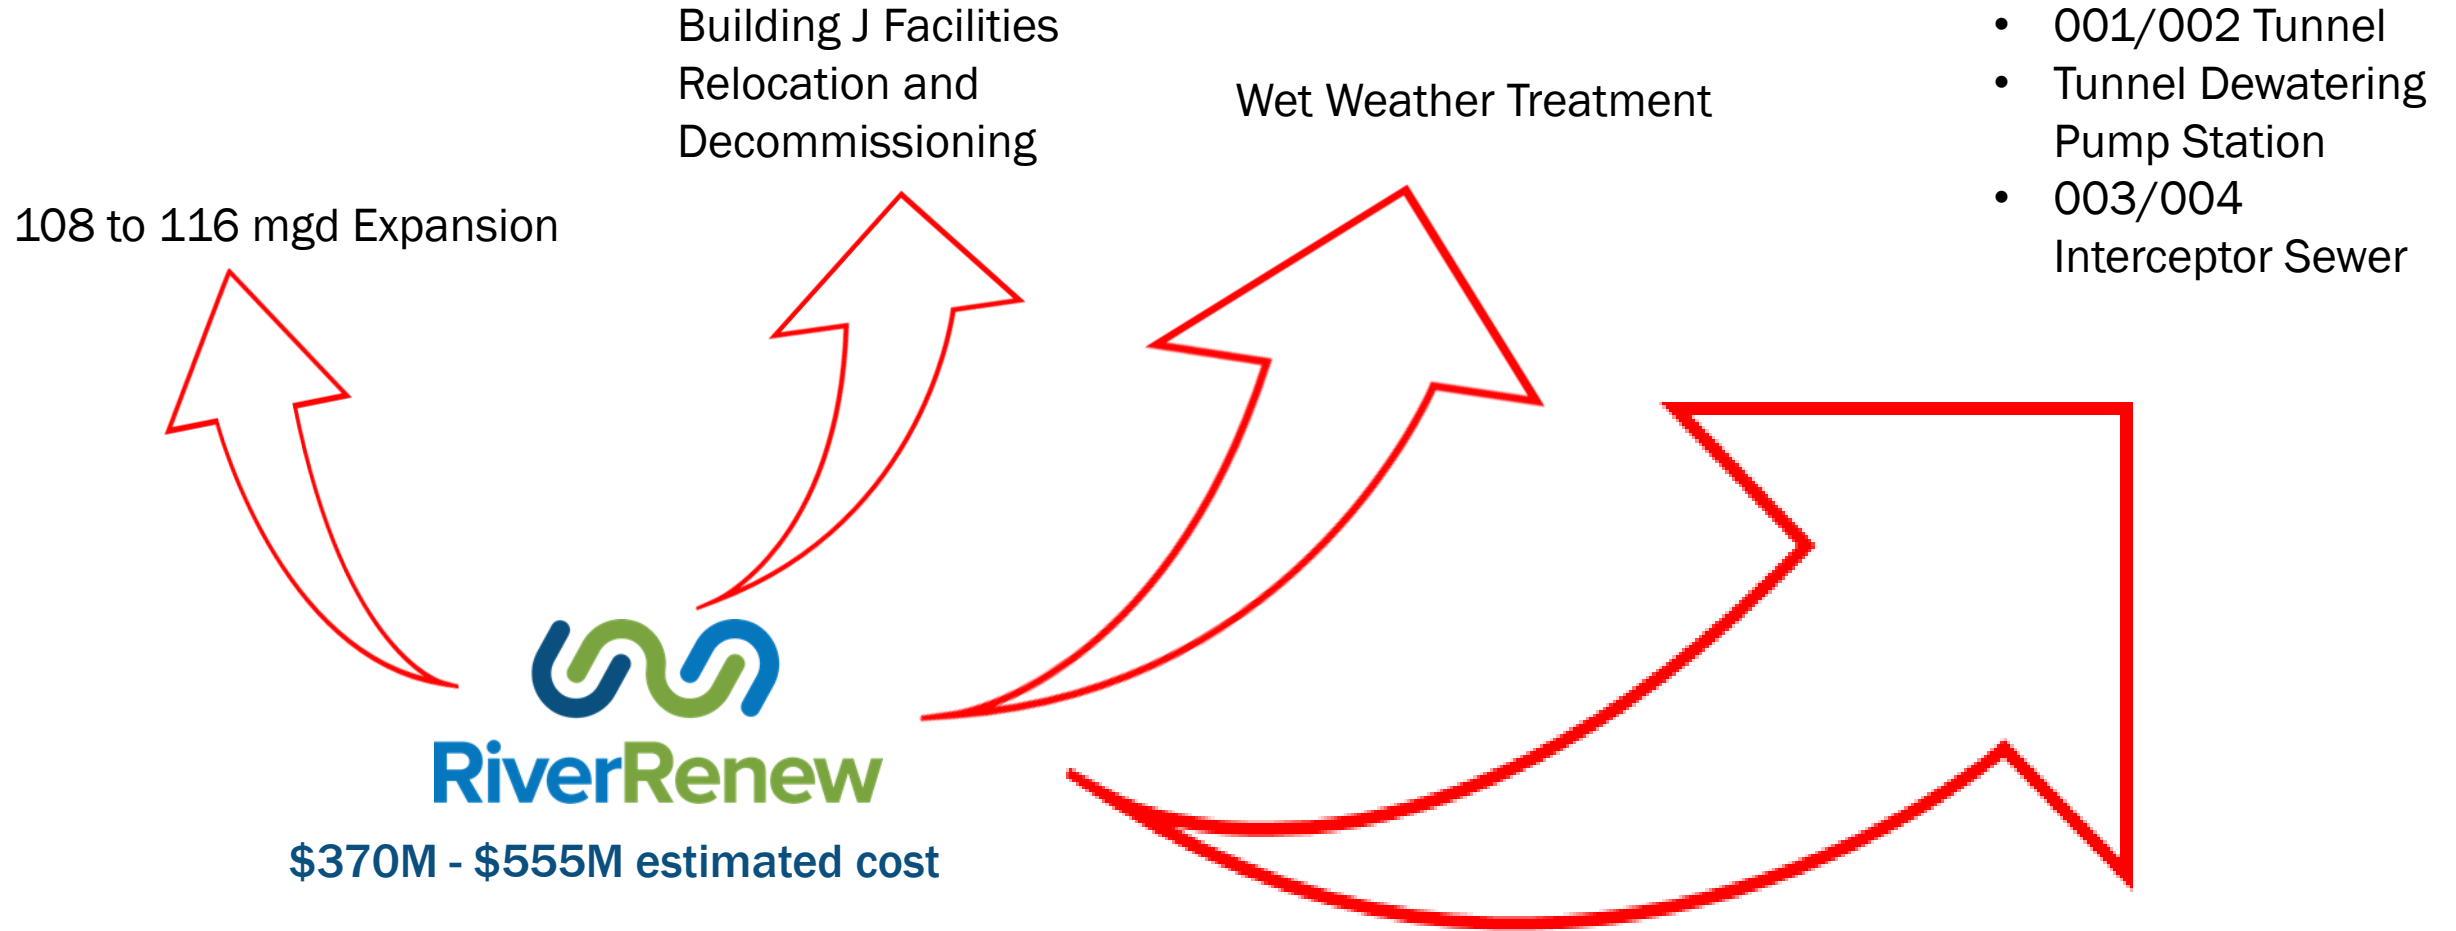 108 to 116 mgd Expansion
Building J Facilities
Relocation and
Decommissioning
Wet Weather Treatment
• 001/002 Tunnel
• Tunnel Dewatering
Pump Station
• 003/004
Interceptor Sewer
RiverRenew
$370M - $555M estimated cost